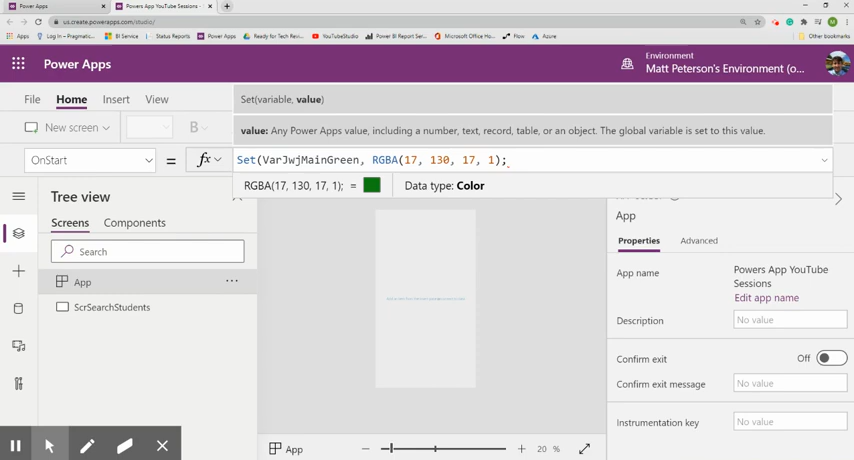 Power Apps
Powers App YouTube Sessions -
us.create.powerapps.com/studio/
Apps
Log In – Pragmatic...
BI Service
Status Reports
Power Apps
Ready for Tech Revi...
YouTubeStudio
Power BI Report Ser...
Microsoft Office Ho...
Flow
Azure
Other bookmarks
Power Apps
Environment
Matt Peterson's Environment (o...
File Home Insert View
New screen
B
Set(variable, value)
value: Any Power Apps value, including a number, text, record, table, or an object. The global variable is set to this value.
OnStart = fx Set(VarJwjMainGreen, RGBA(17, 130, 17, 1);
RGBA(17, 130, 17, 1); = Data type: Color
Tree view
Screens Components
Search
App
ScrSearchStudents
App
Properties Advanced
App name
Powers App YouTube
Sessions
Edit app name
Description No value
Confirm exit Off
Confirm exit message No value
Instrumentation key No value
App
20 %